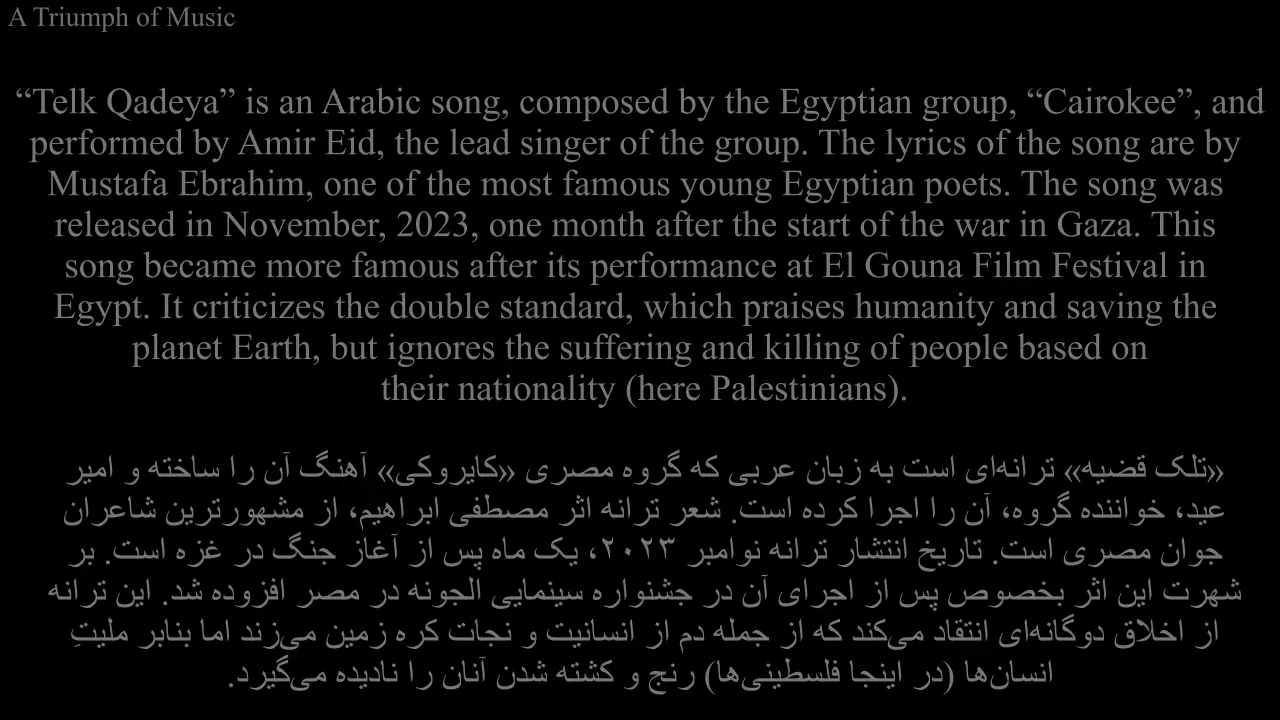 A Triumph of Music
“Telk Qadeya” is an Arabic song, composed by the Egyptian group, “Cairokee”, and
performed by Amir Eid, the lead singer of the group. The lyrics of the song are by
Mustafa Ebrahim, one of the most famous young Egyptian poets. The song was
released in November, 2023, one month after the start of the war in Gaza. This
song became more famous after its performance at El Gouna Film Festival in
Egypt. It criticizes the double standard, which praises humanity and saving the
planet Earth, but ignores the suffering and killing of people based on
their nationality (here Palestinians).
«تلک قضیه» ترانه‌ای است به زبان عربی که گروه مصری «کایروکی» آهنگ آن را ساخته و امیر
عید، خواننده گروه، آن را اجرا کرده است. شعر ترانه اثر مصطفی ابراهیم، از مشهورترین شاعران
جوان مصری است. تاریخ انتشار ترانه نوامبر ۲۰۲۳، یک ماه پس از آغاز جنگ در غزه است. بر
شهرت این اثر بخصوص پس از اجرای آن در جشنواره سینمایی الجونه در مصر افزوده شد. این ترانه
از اخلاق دوگانه‌ای انتقاد می‌کند که از جمله دم از انسانیت و نجات کره زمین می‌زند اما بنابر ملیتِ
انسان‌ها (در اینجا فلسطینی‌ها) رنج و کشته شدن آنان را نادیده می‌گیرد.